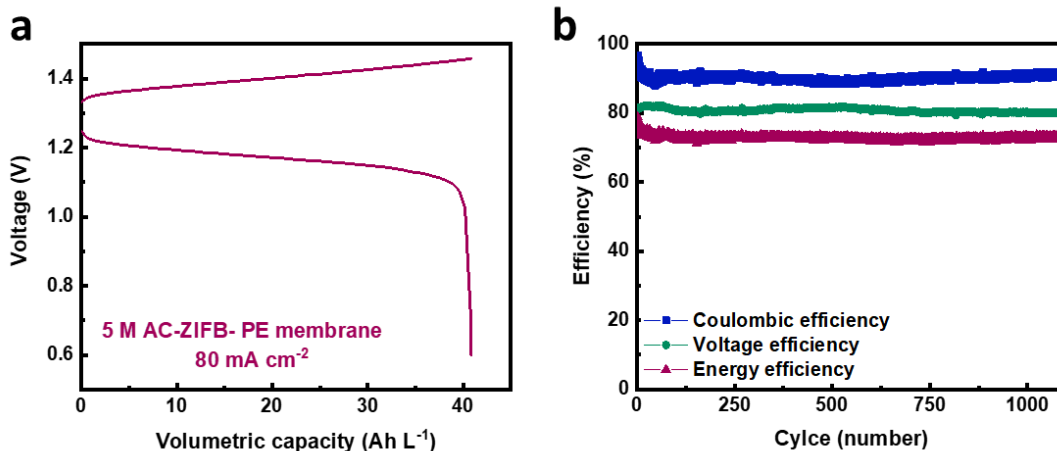 a
1.4
1.2
1.0
0.8
0.6
Voltage (V)
5 M AC-ZIFB- PE membrane
80 mA cm⁻²
0
10
20
30
40
Volumetric capacity (Ah L⁻¹)
b
100
80
60
40
20
0
Efficiency (%)
Coulombic efficiency
Voltage efficiency
Energy efficiency
0
250
500
750
1000
Cylce (number)